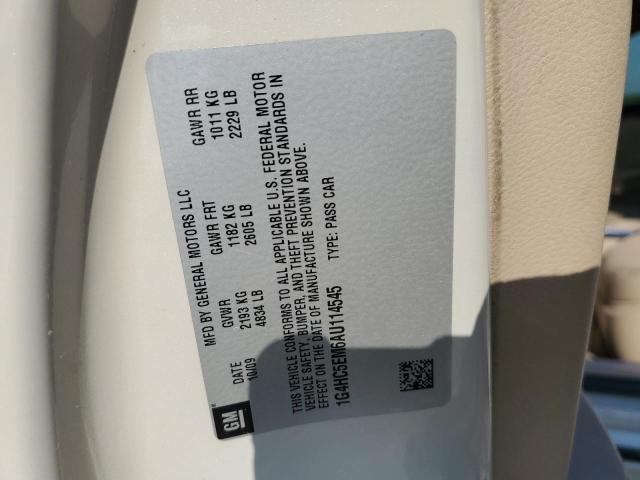 GM
MFD BY GENERAL MOTORS LLC
DATE GVWR GAWR FRT GAWR RR
10/09 2193 KG 1182 KG 1011 KG
4834 LB 2605 LB 2229 LB
THIS VEHICLE CONFORMS TO ALL APPLICABLE U.S. FEDERAL MOTOR
VEHICLE SAFETY, BUMPER, AND THEFT PREVENTION STANDARDS IN
EFFECT ON THE DATE OF MANUFACTURE SHOWN ABOVE.
1G4HC5EM6AU114545 TYPE: PASS CAR